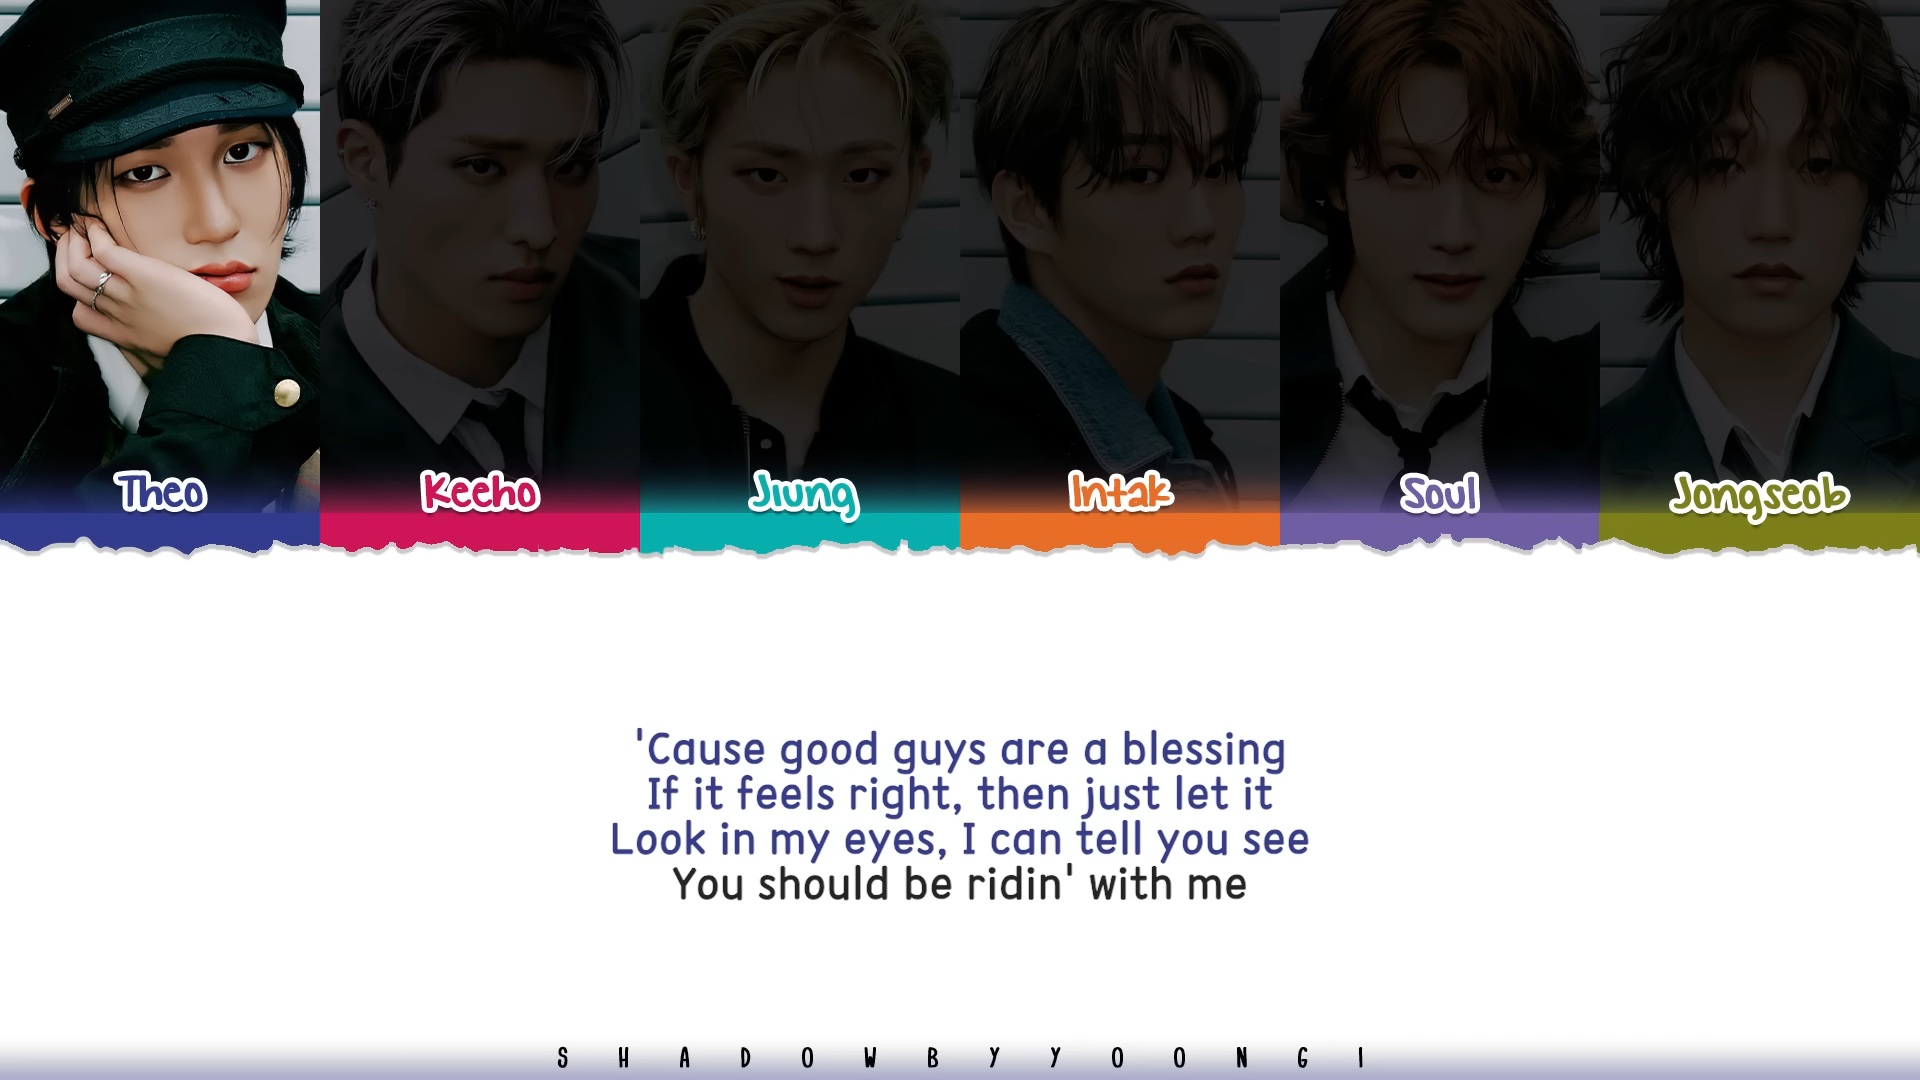 Theo
Keeho
Jiung
Intak
Soul
Jongseob
'Cause good guys are a blessing
If it feels right, then just let it
Look in my eyes, I can tell you see
You should be ridin' with me
SHADOWBYYOONGI